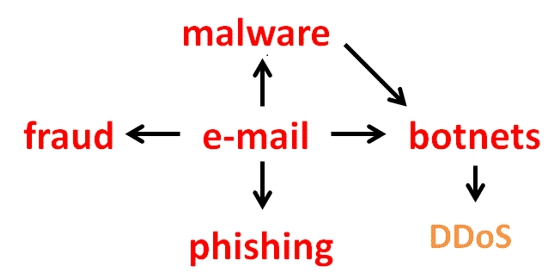 malware
fraud
e-mail
botnets
phishing
DDoS